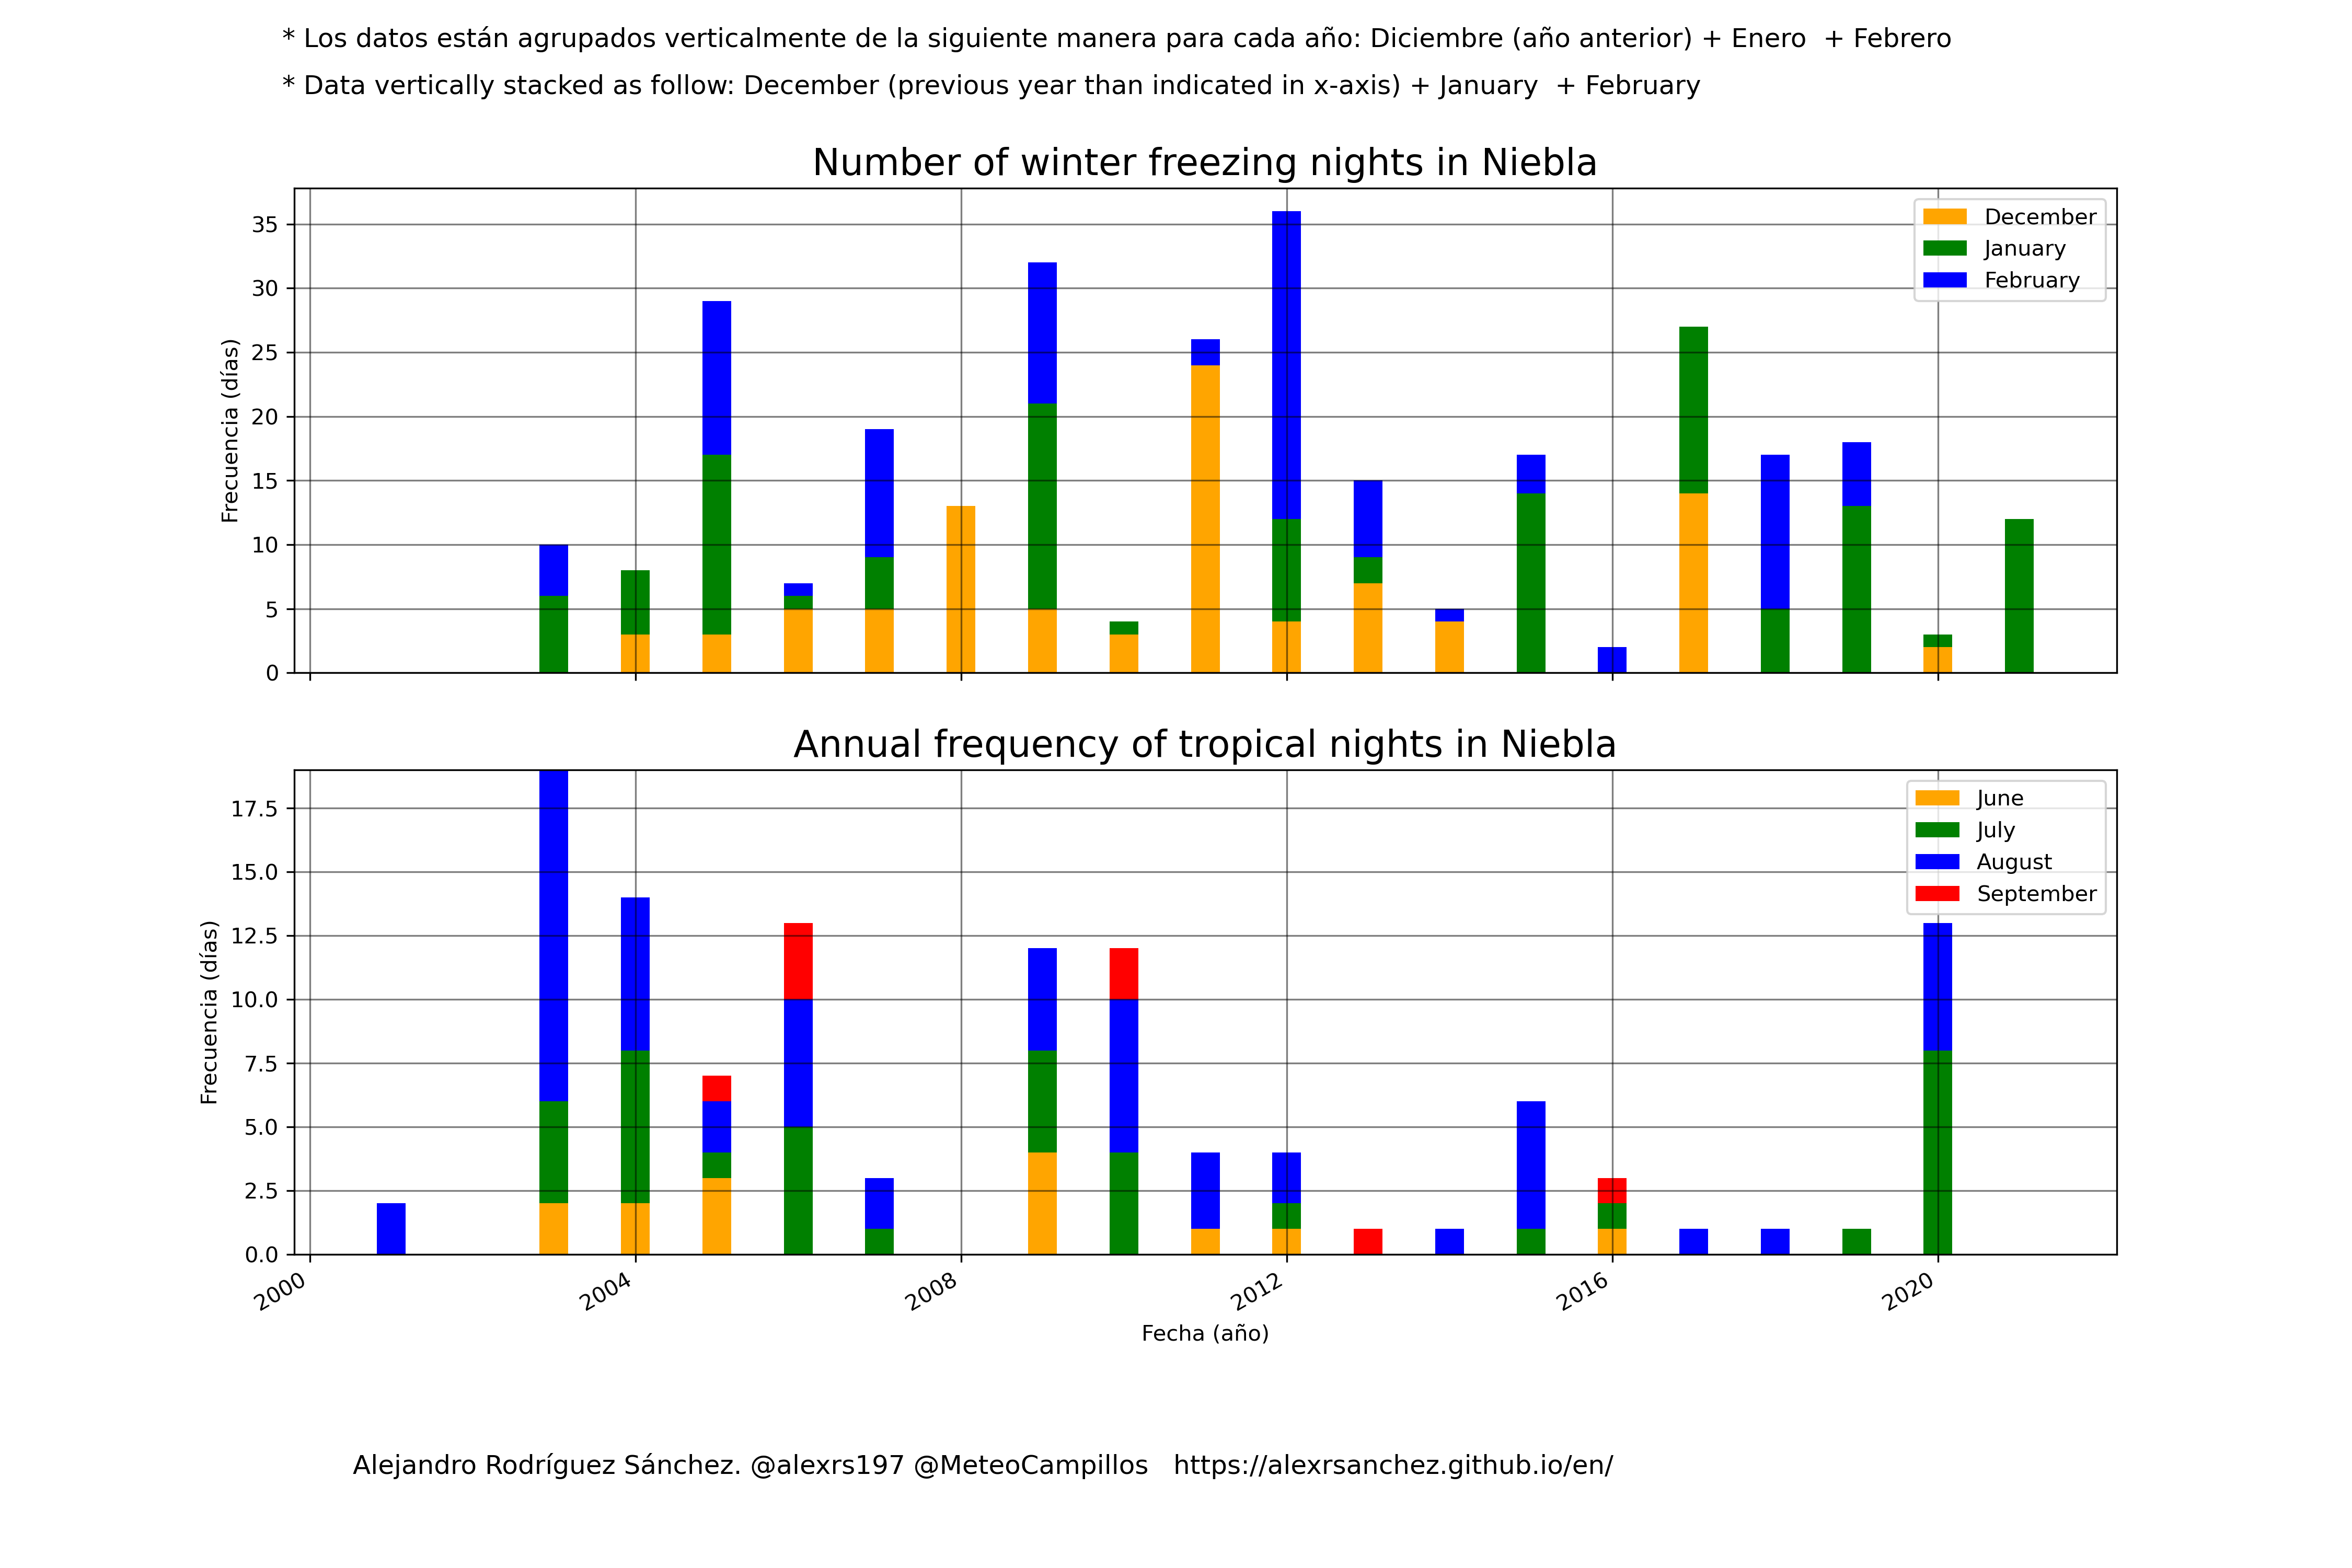 * Los datos están agrupados verticalmente de la siguiente manera para cada año: Diciembre (año anterior) + Enero  + Febrero
* Data vertically stacked as follow: December (previous year than indicated in x-axis) + January  + February
Number of winter freezing nights in Niebla
Frecuencia (días)
35
30
25
20
15
10
5
0
December
January
February
Annual frequency of tropical nights in Niebla
Frecuencia (días)
17.5
15.0
12.5
10.0
7.5
5.0
2.5
0.0
June
July
August
September
2000
2004
2008
2012
2016
2020
Fecha (año)
Alejandro Rodríguez Sánchez. @alexrs197 @MeteoCampillos   https://alexrsanchez.github.io/en/